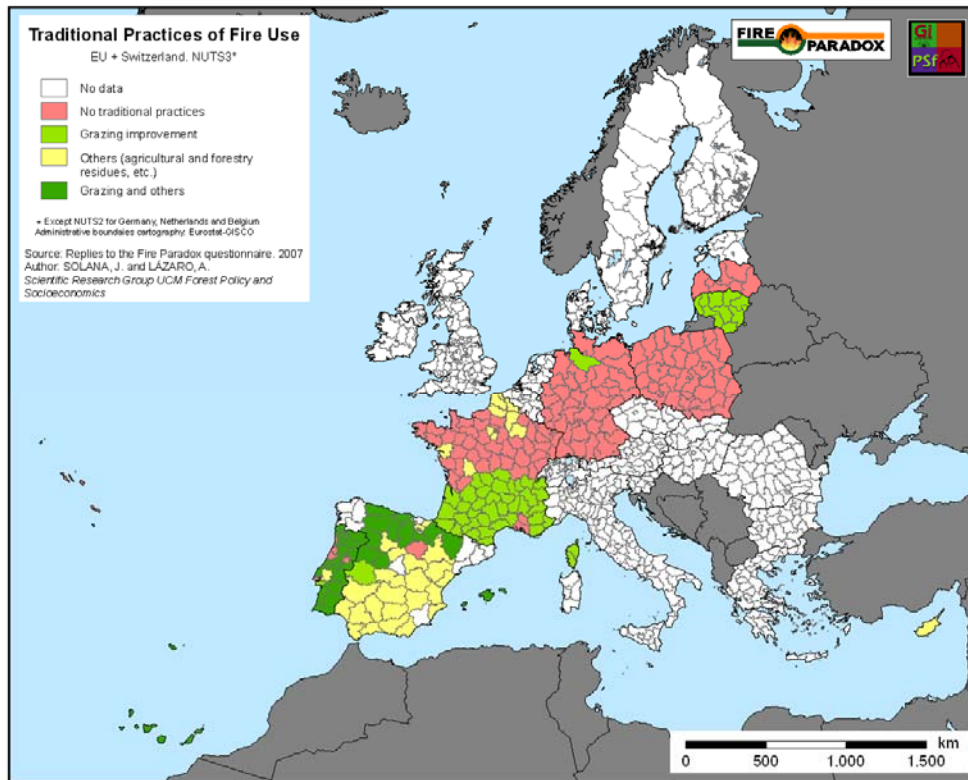 Traditional Practices of Fire Use
EU + Switzerland. NUTS3*
No data
No traditional practices
Grazing improvement
Others (agricultural and forestry
residues, etc.)
Grazing and others
* Except NUTS2 for Germany, Netherlands and Belgium
Administrative boundaies cartography: Eurostat-GISCO
Source: Replies to the Fire Paradox questionnaire. 2007
Author: SOLANA, J. and LÁZARO, A.
Scientific Research Group UCM Forest Policy and
Socioeconomics
FIRE PARADOX
Gi
PSf
km
0 500 1.000 1.500